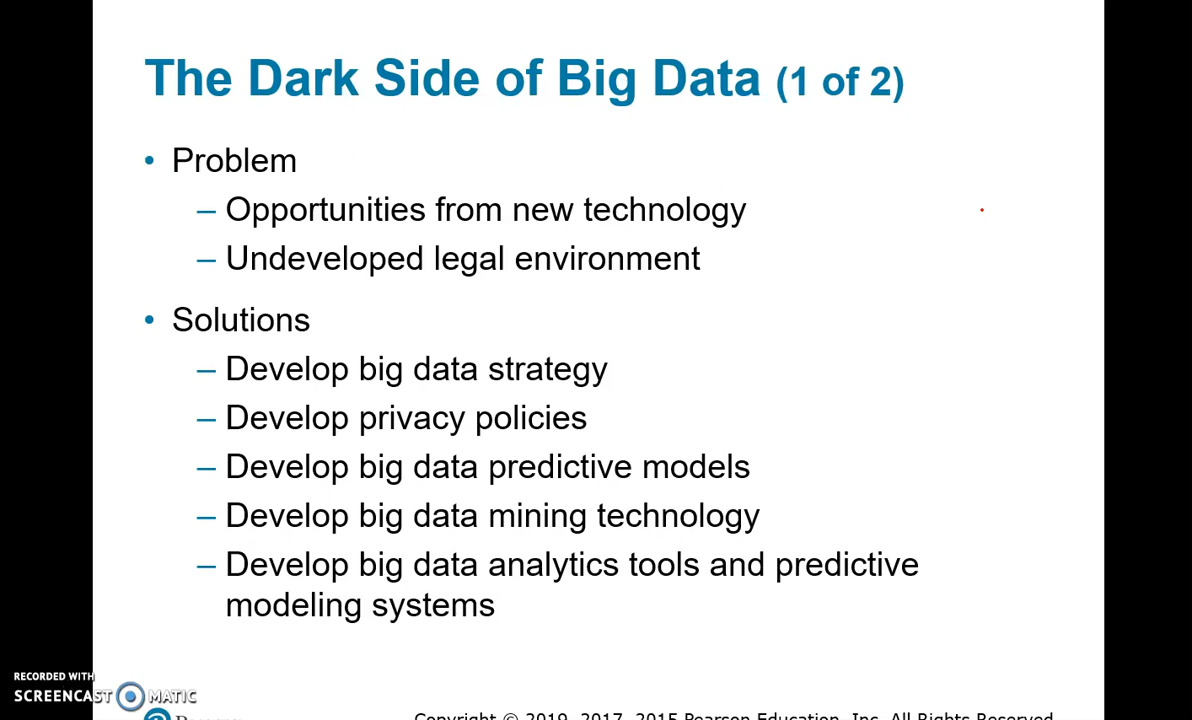 The Dark Side of Big Data (1 of 2)
• Problem
– Opportunities from new technology
– Undeveloped legal environment
• Solutions
– Develop big data strategy
– Develop privacy policies
– Develop big data predictive models
– Develop big data mining technology
– Develop big data analytics tools and predictive
modeling systems
RECORDED WITH
SCREENCAST MATIC
Copyright © 2019, 2017, 2015 Pearson Education, Inc. All Rights Reserved